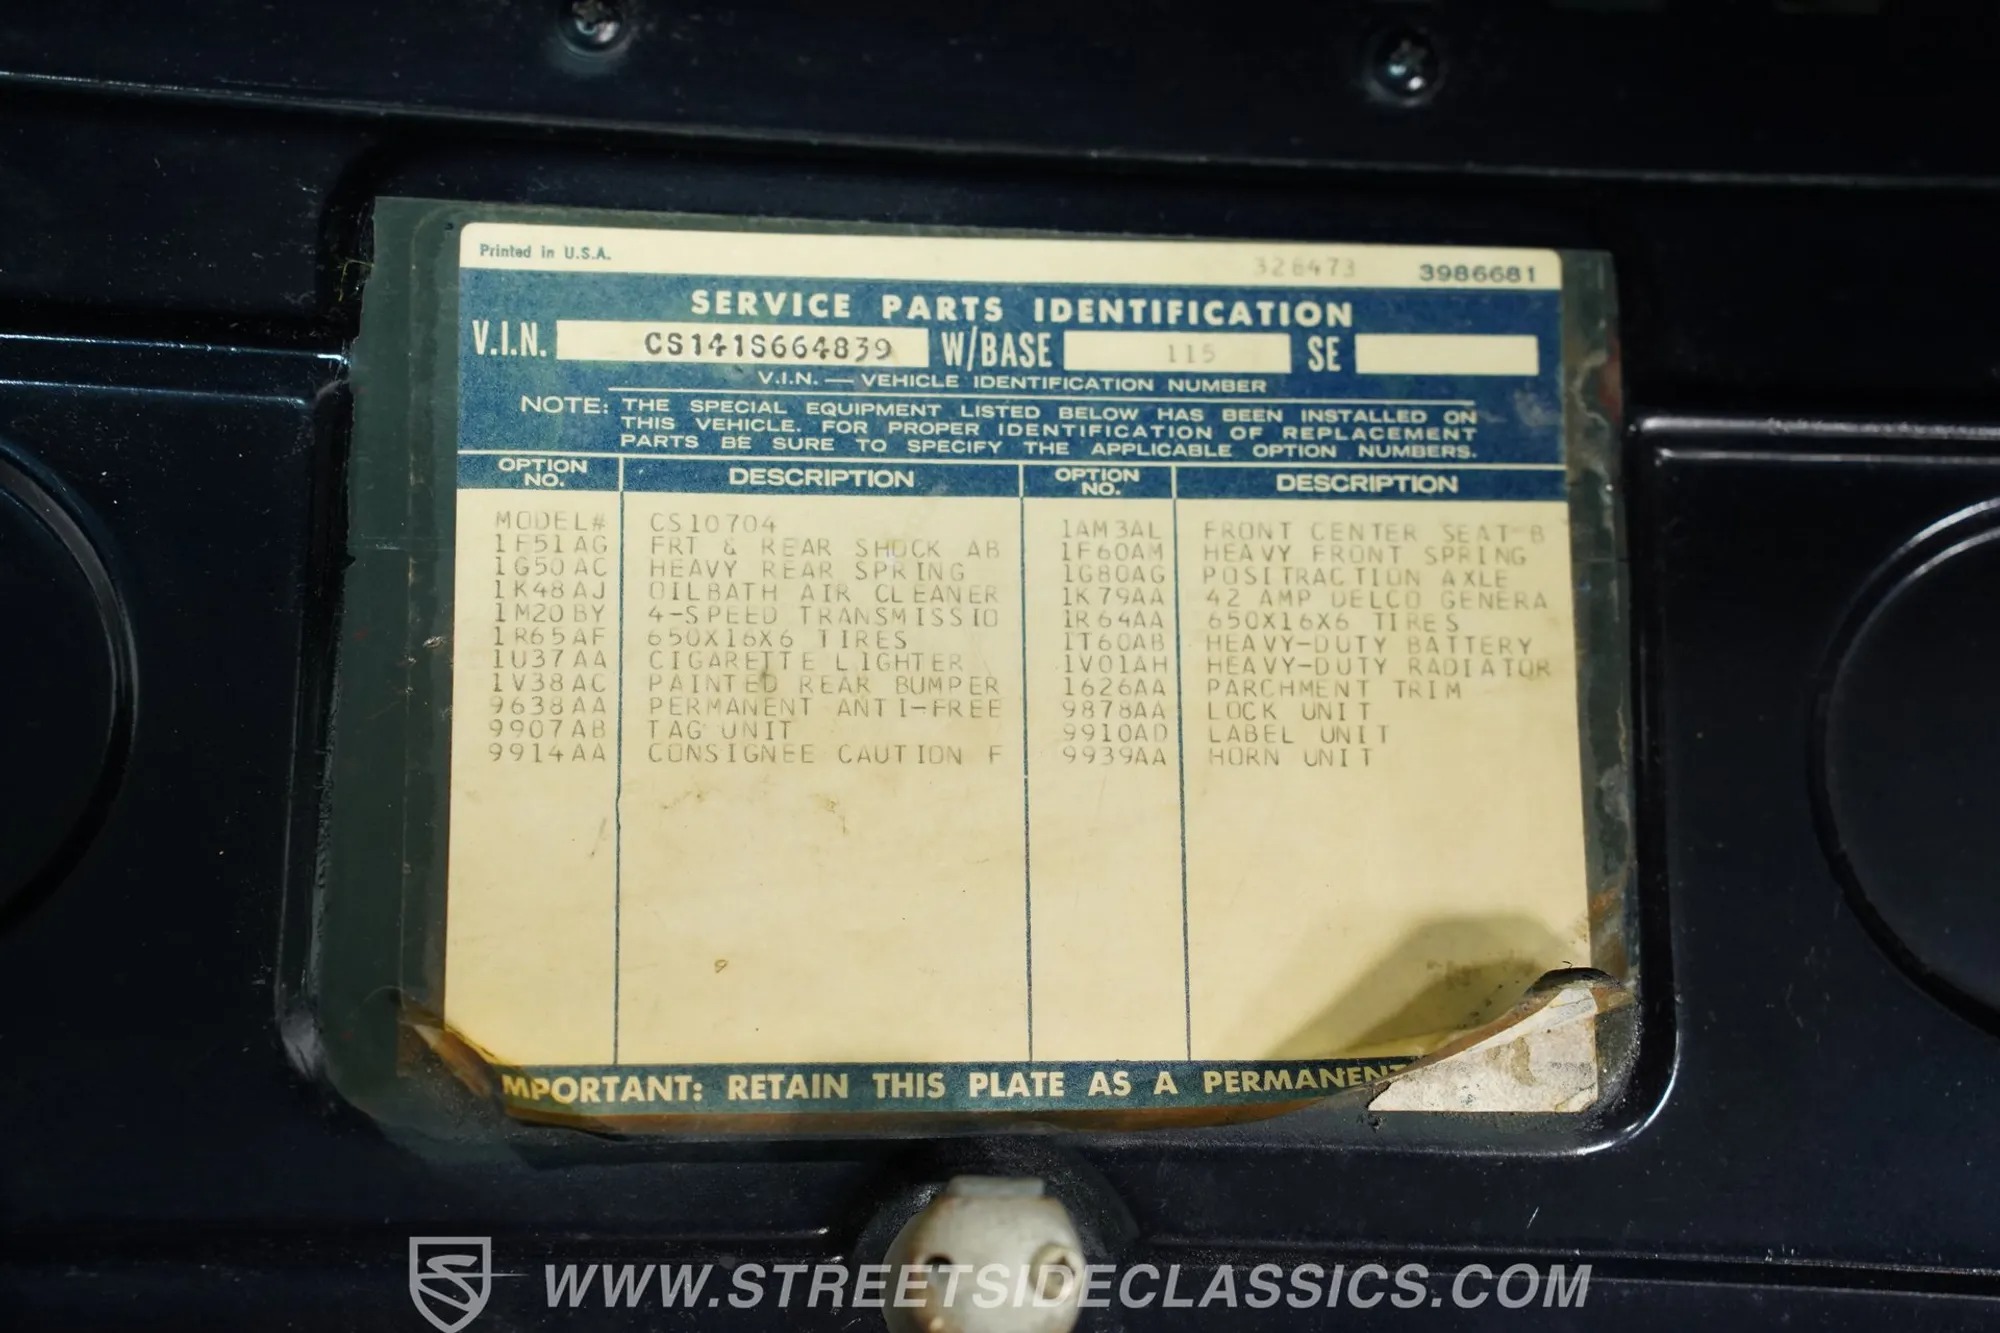 Printed in U.S.A. 326473 3986681
SERVICE PARTS IDENTIFICATION
V.I.N. CS141S664839 W/BASE 115 SE
V.I.N. — VEHICLE IDENTIFICATION NUMBER
NOTE: THE SPECIAL EQUIPMENT LISTED BELOW HAS BEEN INSTALLED ON
THIS VEHICLE. FOR PROPER IDENTIFICATION OF REPLACEMENT
PARTS BE SURE TO SPECIFY THE APPLICABLE OPTION NUMBERS.
OPTION NO. DESCRIPTION OPTION NO. DESCRIPTION
MODEL# CS10704 1AM3AL FRONT CENTER SEAT B
1F51AG FRT & REAR SHOCK AB 1F60AM HEAVY FRONT SPRING
1G50AC HEAVY REAR SPRING 1G80AG POSITRACTION AXLE
1K48AJ OILBATH AIR CLEANER 1K79AA 42 AMP DELCO GENERA
1M20BY 4-SPEED TRANSMISSIO 1R64AA 650X16X6 TIRES
1R65AF 650X16X6 TIRES 1T60AB HEAVY-DUTY BATTERY
1U37AA CIGARETTE LIGHTER 1V01AH HEAVY-DUTY RADIATOR
1V38AC PAINTED REAR BUMPER 1626AA PARCHMENT TRIM
9638AA PERMANENT ANTI-FREE 9878AA LOCK UNIT
9907AB TAG UNIT 9910AD LABEL UNIT
9914AA CONSIGNEE CAUTION F 9939AA HORN UNIT
MPORTANT: RETAIN THIS PLATE AS A PERMANENT
WWW.STREETSIDECLASSICS.COM